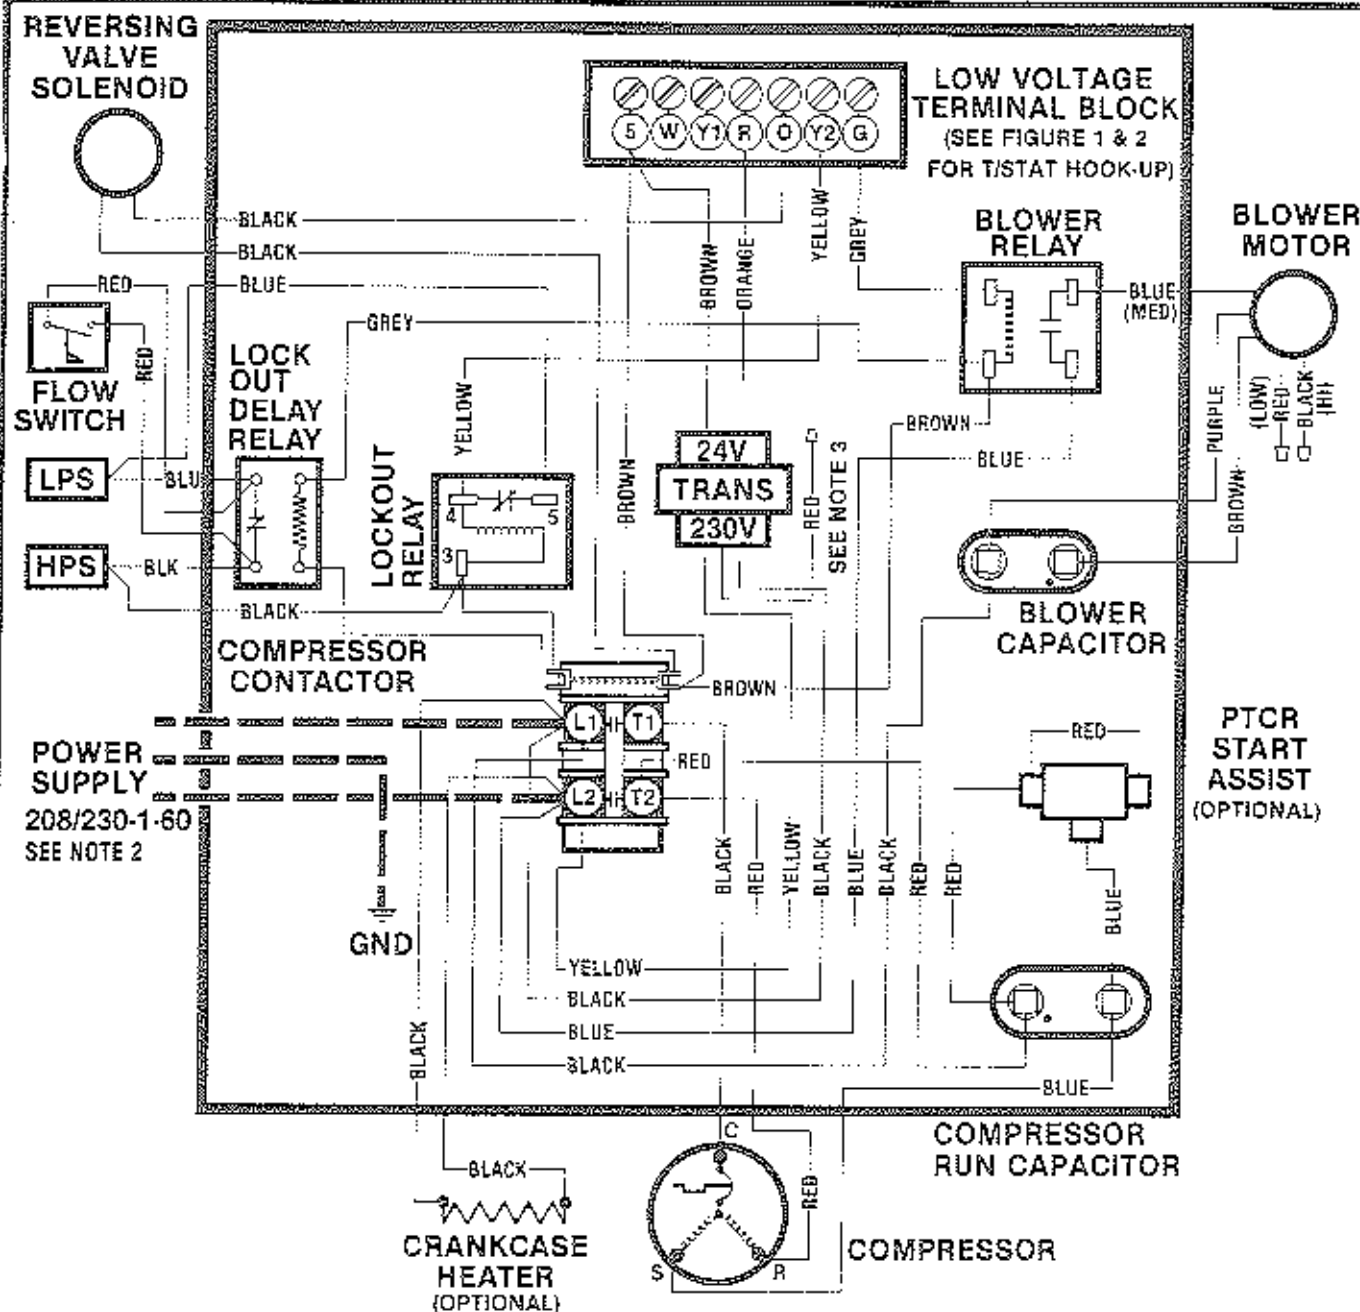 REVERSING
VALVE
SOLENOID
LOW VOLTAGE
TERMINAL BLOCK
(SEE FIGURE 1 & 2
FOR T/STAT HOOK-UP)
5 W Y1 R O Y2 G
BLACK
BLACK
BLUE
RED
GREY
BROWN
ORANGE
YELLOW
GREY
BLOWER
RELAY
BLOWER
MOTOR
BLUE
(MED)
FLOW
SWITCH
RED
LOCK
OUT
DELAY
RELAY
YELLOW
BROWN
PURPLE
(LOW)
RED
BLACK
(HI)
LPS
BLU
LOCKOUT
RELAY
4 5
3
BROWN
24V
TRANS
230V
RED
SEE NOTE 3
BLUE
BROWN
HPS
BLK
BLACK
BLOWER
CAPACITOR
COMPRESSOR
CONTACTOR
BROWN
L1 T1
RED
L2 T2
POWER
SUPPLY
208/230-1-60
SEE NOTE 2
GND
RED
PTCR
START
ASSIST
(OPTIONAL)
BLACK
RED
YELLOW
BLACK
BLUE
BLACK
RED
RED
BLUE
YELLOW
BLACK
BLUE
BLACK
BLACK
BLUE
COMPRESSOR
RUN CAPACITOR
BLACK
CRANKCASE
HEATER
(OPTIONAL)
C
RED
S R
COMPRESSOR